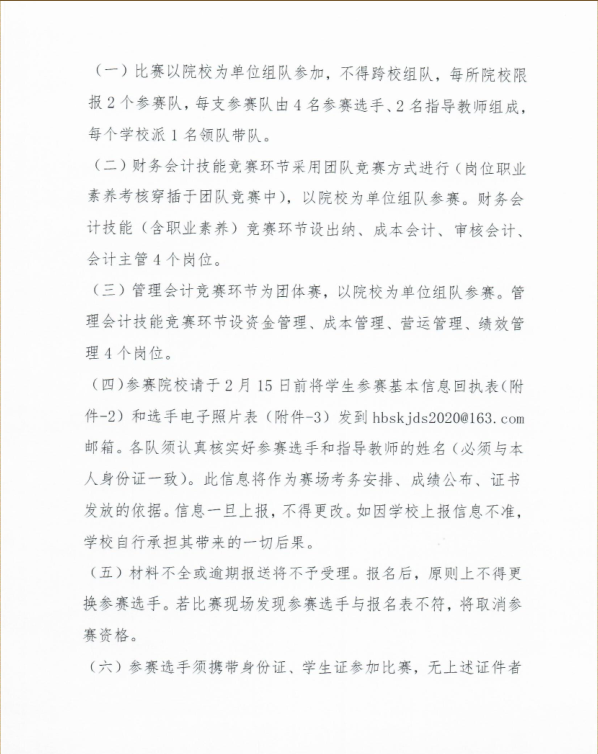 （一）比赛以院校为单位组队参加，不得跨校组队，每所院校限
报2个参赛队，每支参赛队由4名参赛选手、2名指导教师组成，
每个学校派1名领队带队。
（二）财务会计技能竞赛环节采用团队竞赛方式进行（岗位职业
素养考核穿插于团队竞赛中），以院校为单位组队参赛。财务会
计技能（含职业素养）竞赛环节设出纳、成本会计、审核会计、
会计主管4个岗位。
（三）管理会计竞赛环节为团体赛，以院校为单位组队参赛。管
理会计技能竞赛环节设资金管理、成本管理、营运管理、绩效管
理4个岗位。
（四）参赛院校请于2月15日前将学生参赛基本信息回执表（附
件-2）和选手电子照片表（附件-3）发到hbskjds2020@163.com
邮箱。各队须认真核实好参赛选手和指导教师的姓名（必须与本
人身份证一致）。此信息将作为赛场考务安排、成绩公布、证书
发放的依据。信息一旦上报，不得更改。如因学校上报信息不准，
学校自行承担其带来的一切后果。
（五）材料不全或逾期报送将不予受理。报名后，原则上不得更
换参赛选手。若比赛现场发现参赛选手与报名表不符，将取消参
赛资格。
（六）参赛选手须携带身份证、学生证参加比赛，无上述证件者